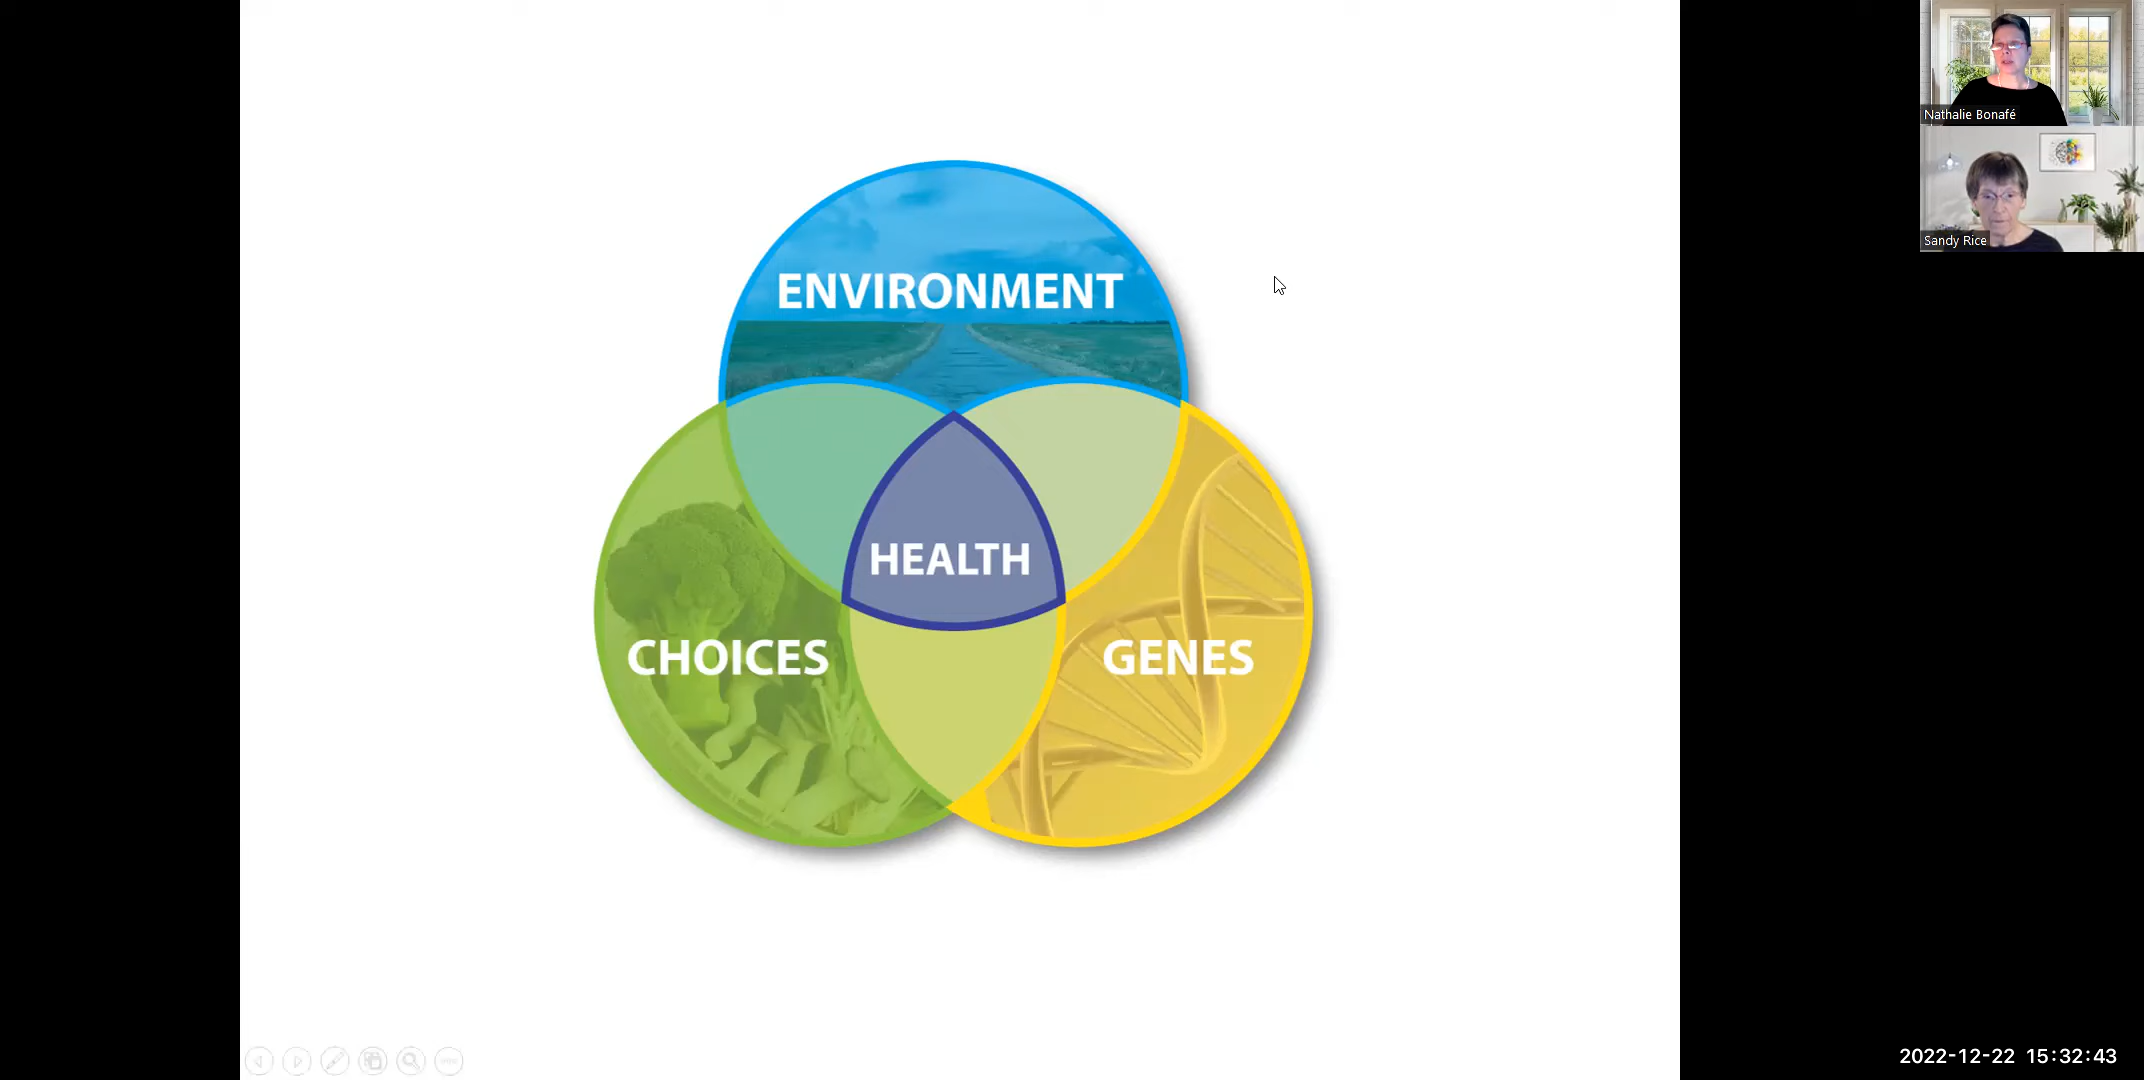 ENVIRONMENT
HEALTH
CHOICES
GENES
Nathalie Bonafé
Sandy Rice
2022-12-22 15:32:43